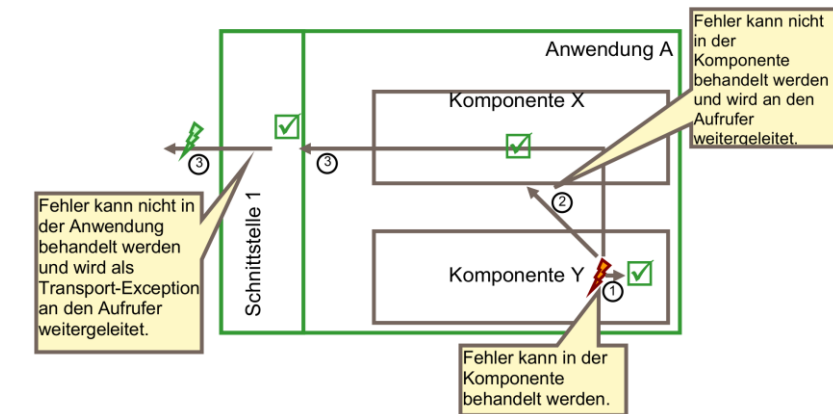 Fehler kann nicht
in der
Komponente
behandelt werden
und wird an den
Aufrufer
weitergeleitet.
Anwendung A
Komponente X
3
3
2
Fehler kann nicht in
der Anwendung
behandelt werden
und wird als
Transport-Exception
an den Aufrufer
weitergeleitet.
Schnittstelle 1
Komponente Y
1
Fehler kann in der
Komponente
behandelt werden.